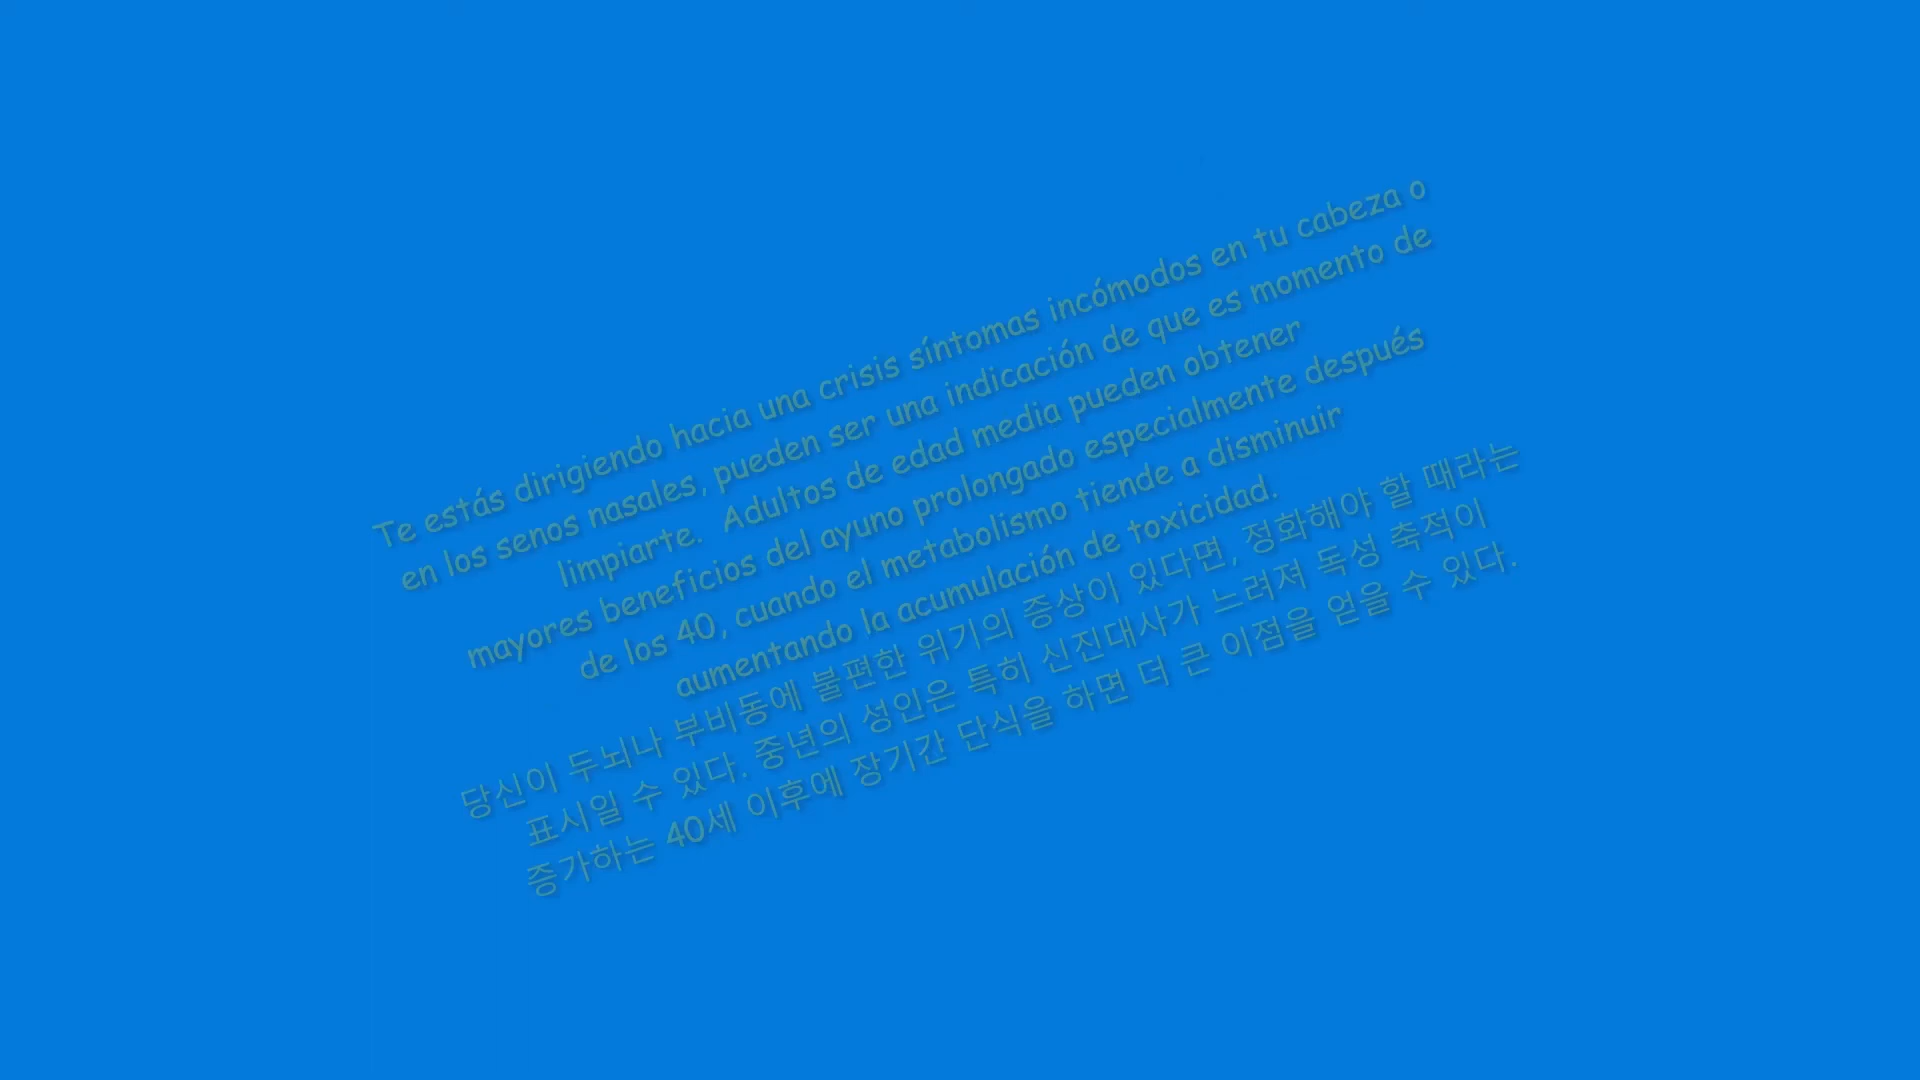 Te estás dirigiendo hacia una crisis síntomas incómodos en tu cabeza o
en los senos nasales, pueden ser una indicación de que es momento de
limpiarte. Adultos de edad media pueden obtener
mayores beneficios del ayuno prolongado especialmente después
de los 40, cuando el metabolismo tiende a disminuir
aumentando la acumulación de toxicidad.
당신이 두뇌나 부비동에 불편한 위기의 증상이 있다면, 정화해야 할 때라는
표시일 수 있다. 중년의 성인은 특히 신진대사가 느려져 독성 축적이
증가하는 40세 이후에 장기간 단식을 하면 더 큰 이점을 얻을 수 있다.